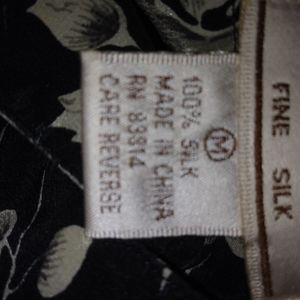 FINE SILK
M
100% SILK
MADE IN CHINA
RN 83814
CARE REVERSE